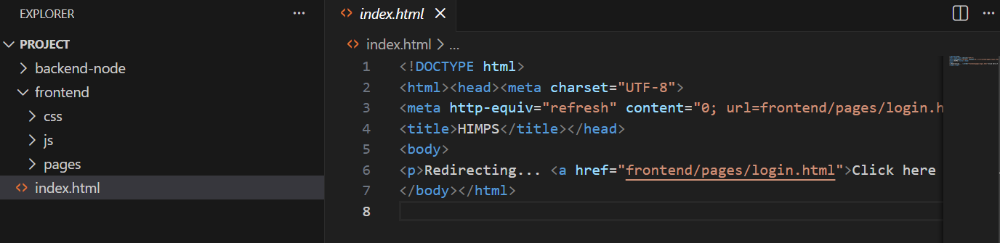 EXPLORER ...
PROJECT
backend-node
frontend
css
js
pages
index.html
index.html
index.html > ...
1 <!DOCTYPE html>
2 <html><head><meta charset="UTF-8">
3 <meta http-equiv="refresh" content="0; url=frontend/pages/login.h
4 <title>HIMPS</title></head>
5 <body>
6 <p>Redirecting... <a href="frontend/pages/login.html">Click here
7 </body></html>
8